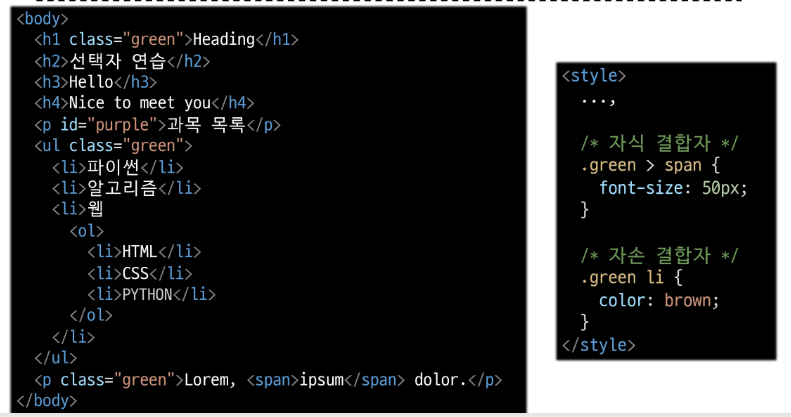 <body>
<h1 class="green">Heading</h1>
<h2>선택자 연습</h2>
<h3>Hello</h3>
<h4>Nice to meet you</h4>
<p id="purple">과목 목록</p>
<ul class="green">
<li>파이썬</li>
<li>알고리즘</li>
<li>웹
<ol>
<li>HTML</li>
<li>CSS</li>
<li>PYTHON</li>
</ol>
</li>
</ul>
<p class="green">Lorem, <span>ipsum</span> dolor.</p>
</body>
<style>
...,
/* 자식 결합자 */
.green > span {
font-size: 50px;
}
/* 자손 결합자 */
.green li {
color: brown;
}
</style>